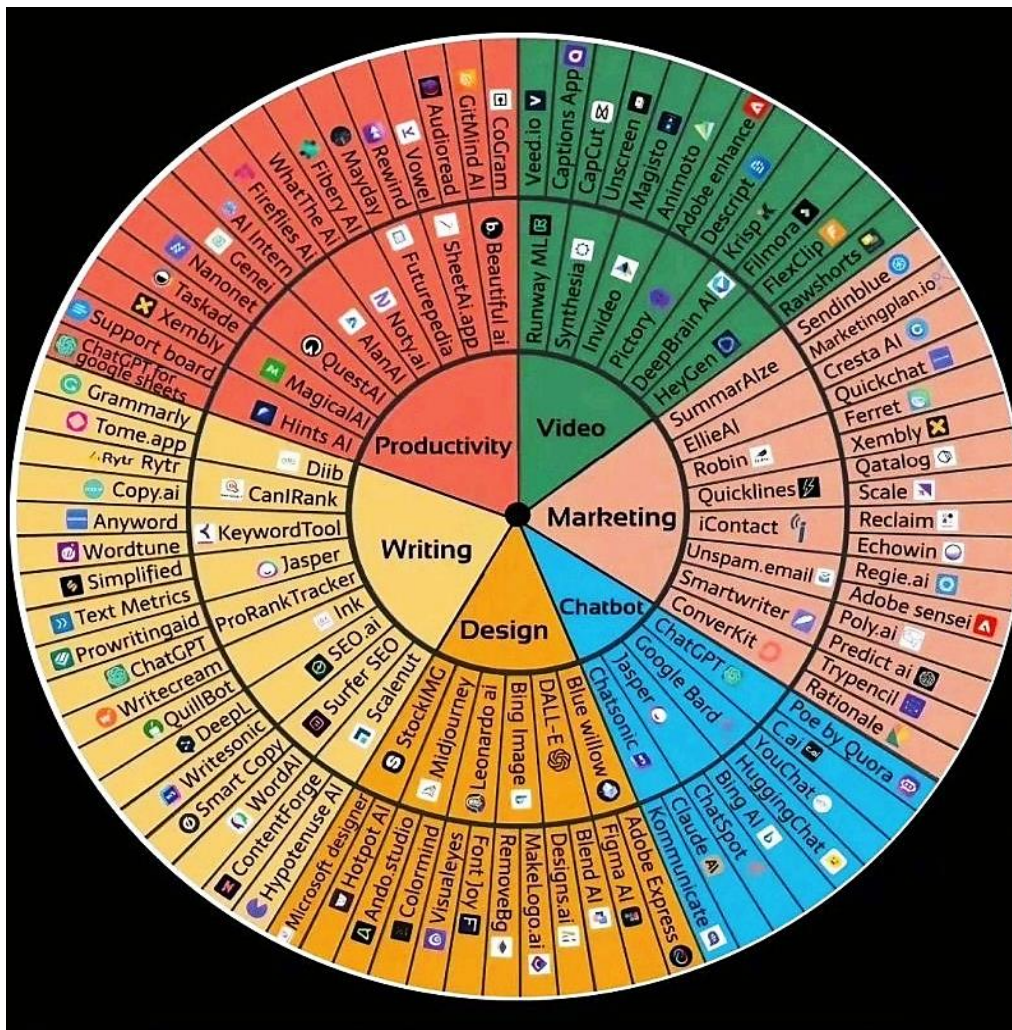 Productivity
Video
Marketing
Chatbot
Design
Writing
Beautiful ai
SheetAi.app
Futurepedia
Noty.ai
AlanAI
QuestAI
MagicalAI
Hints AI
CoGram
GitMind AI
Audioread
Vowel
Rewind
Mayday
Fibery AI
WhatThe AI
Fireflies AI
AI Intern
Genei
Nanonet
Taskade
Xembly
Support board
ChatGPT for
google sheets
Runway ML
Synthesia
Invideo
Pictory
DeepBrain AI
HeyGen
Veed.io
Captions App
CapCut
Unscreen
Magisto
Animoto
Adobe enhance
Descript
Krisp
Filmora
FlexClip
Rawshorts
SummarAIze
EllieAI
Robin
Quicklines
iContact
Unspam.email
Smartwriter
ConverKit
Sendinblue
Marketingplan.io
Cresta AI
Quickchat
Ferret
Xembly
Qatalog
Scale
Reclaim
Echowin
Regie.ai
Adobe sensei
Poly.ai
Predict ai
Trypencil
Rationale
ChatGPT
Google Bard
Jasper
Chatsonic
Poe by Quora
C.ai
c.ai
YouChat
HuggingChat
Bing AI
ChatSpot
Claude
AI
Kommunicate
Blue willow
DALL-E
Bing Image
Leonardo ai
Midjourney
StockIMG
Adobe Express
Figma AI
Blend AI
Designs.ai
MakeLogo.ai
RemoveBg
Font Joy
Visualeyes
Colormind
Ando.studio
Hotpot AI
Microsoft designer
Diib
CanIRank
KeywordTool
Jasper
ProRankTracker
Ink
SEO.ai
Surfer SEO
Scalenut
Grammarly
Tome.app
Rytr Rytr
Copy.ai
Anyword
Wordtune
Simplified
Text Metrics
Prowritingaid
ChatGPT
Writecream
QuillBot
DeepL
Writesonic
Smart Copy
WordAI
ContentForge
Hypotenuse AI